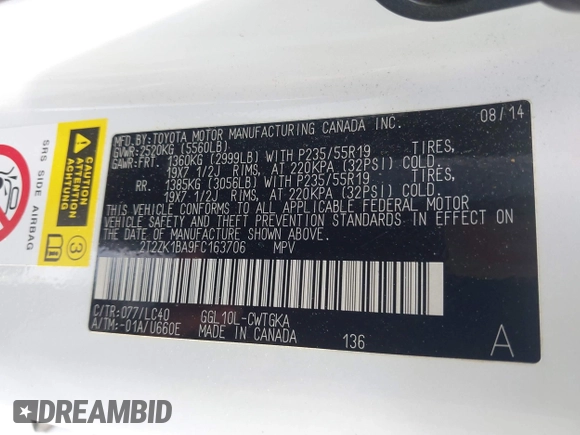 MFD.BY:TOYOTA MOTOR MANUFACTURING CANADA INC. 08/14
GVWR:2520KG (5560LB)
GAWR:FRT. 1360KG (2999LB) WITH P235/55R19 TIRES,
19X7 1/2J RIMS, AT 220KPA (32PSI) COLD.
RR. 1385KG (3056LB) WITH P235/55R19 TIRES,
19X7 1/2J RIMS, AT 220KPA (32PSI) COLD.
THIS VEHICLE CONFORMS TO ALL APPLICABLE FEDERAL MOTOR
VEHICLE SAFETY AND THEFT PREVENTION STANDARDS IN EFFECT
ON THE DATE OF MANUFACTURE SHOWN ABOVE.
2T2ZK1BA9FC163706 MPV
C/TR:077/LC40 GGL10L-CWTGKA
A/TM:-01A/U660E MADE IN CANADA 136 A
CAUTION
ATTENTION
ACHTUNG
3
SRS SIDE AIRBAG
DREAMBID